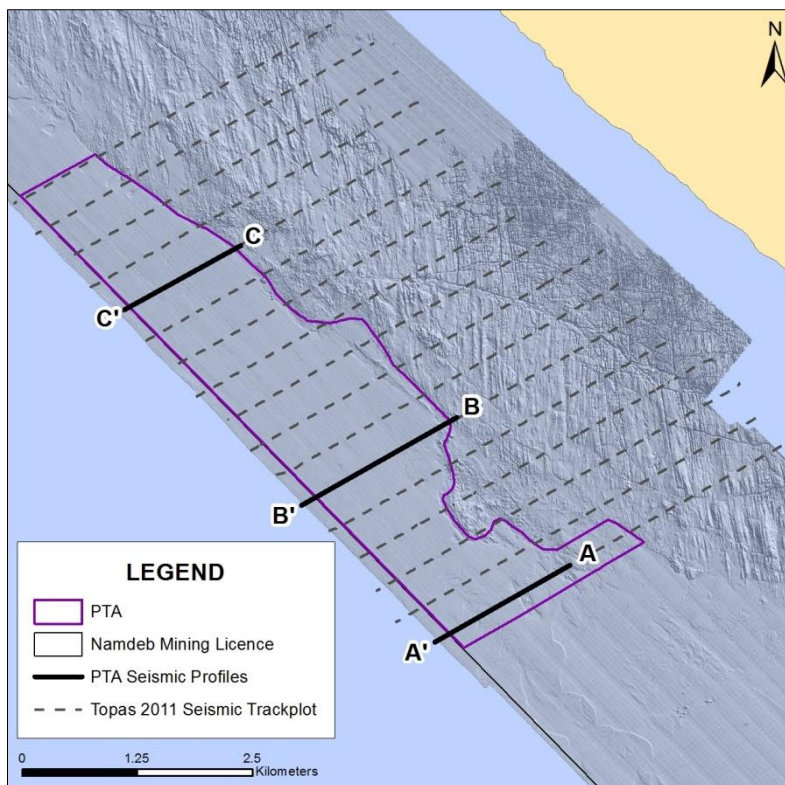 N
C
C'
B
B'
A
A'
LEGEND
PTA
Namdeb Mining Licence
PTA Seismic Profiles
Topas 2011 Seismic Trackplot
0 1.25 2.5
Kilometers